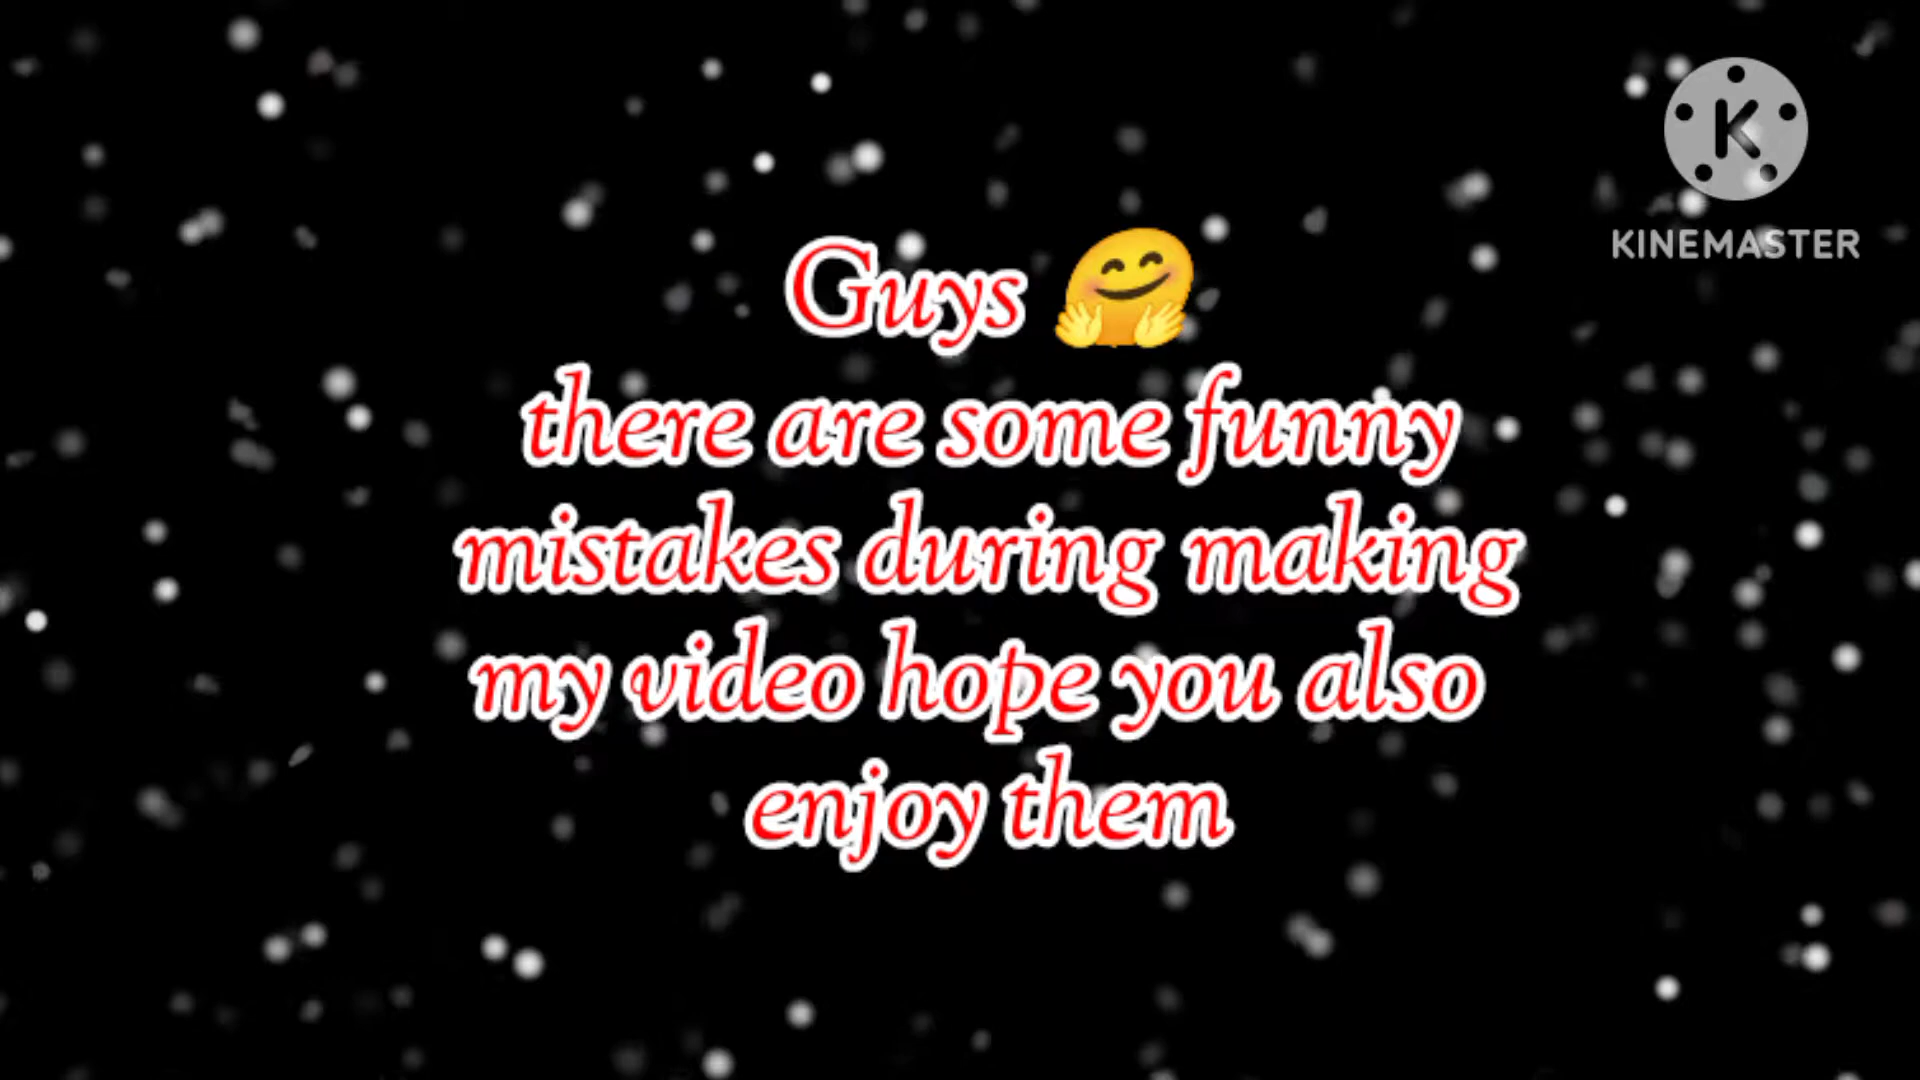 KINEMASTER
Guys 🤗
there are some funny
mistakes during making
my video hope you also
enjoy them